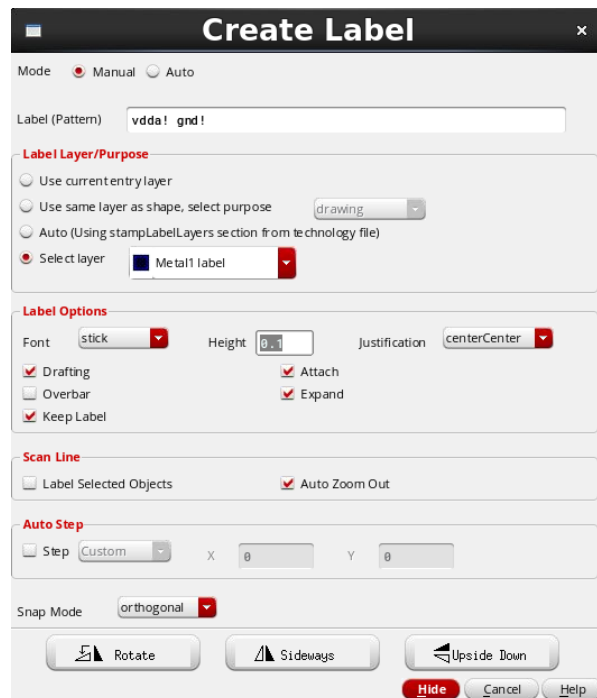 Create Label
Mode Manual Auto
Label (Pattern) vdda! gnd!
Label Layer/Purpose
Use current entry layer
Use same layer as shape, select purpose drawing
Auto (Using stampLabelLayers section from technology file)
Select layer Metal1 label
Label Options
Font stick Height 0.1 Justification centerCenter
Drafting Attach
Overbar Expand
Keep Label
Scan Line
Label Selected Objects Auto Zoom Out
Auto Step
Step Custom X 0 Y 0
Snap Mode orthogonal
Rotate Sideways Upside Down
Hide Cancel Help